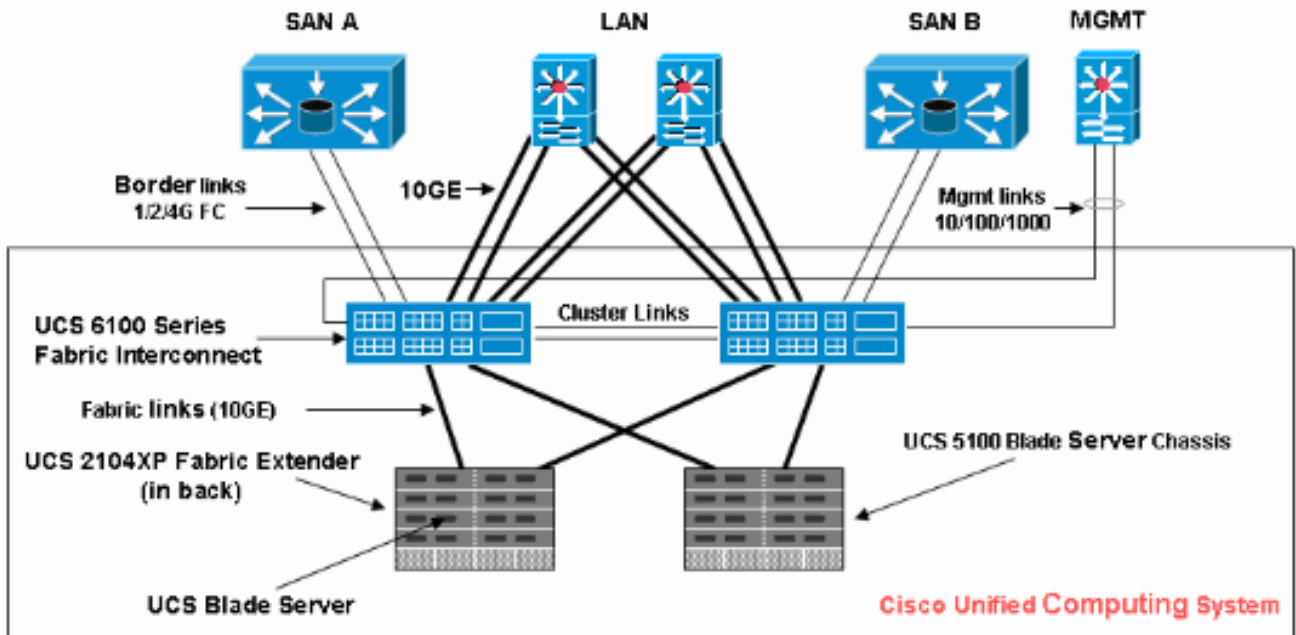 SAN A
LAN
SAN B
MGMT
Border links
1/2/4G FC
10GE
Mgmt links
10/100/1000
UCS 6100 Series
Fabric Interconnect
Cluster Links
Fabric links (10GE)
UCS 2104XP Fabric Extender
(in back)
UCS 5100 Blade Server Chassis
UCS Blade Server
Cisco Unified Computing System